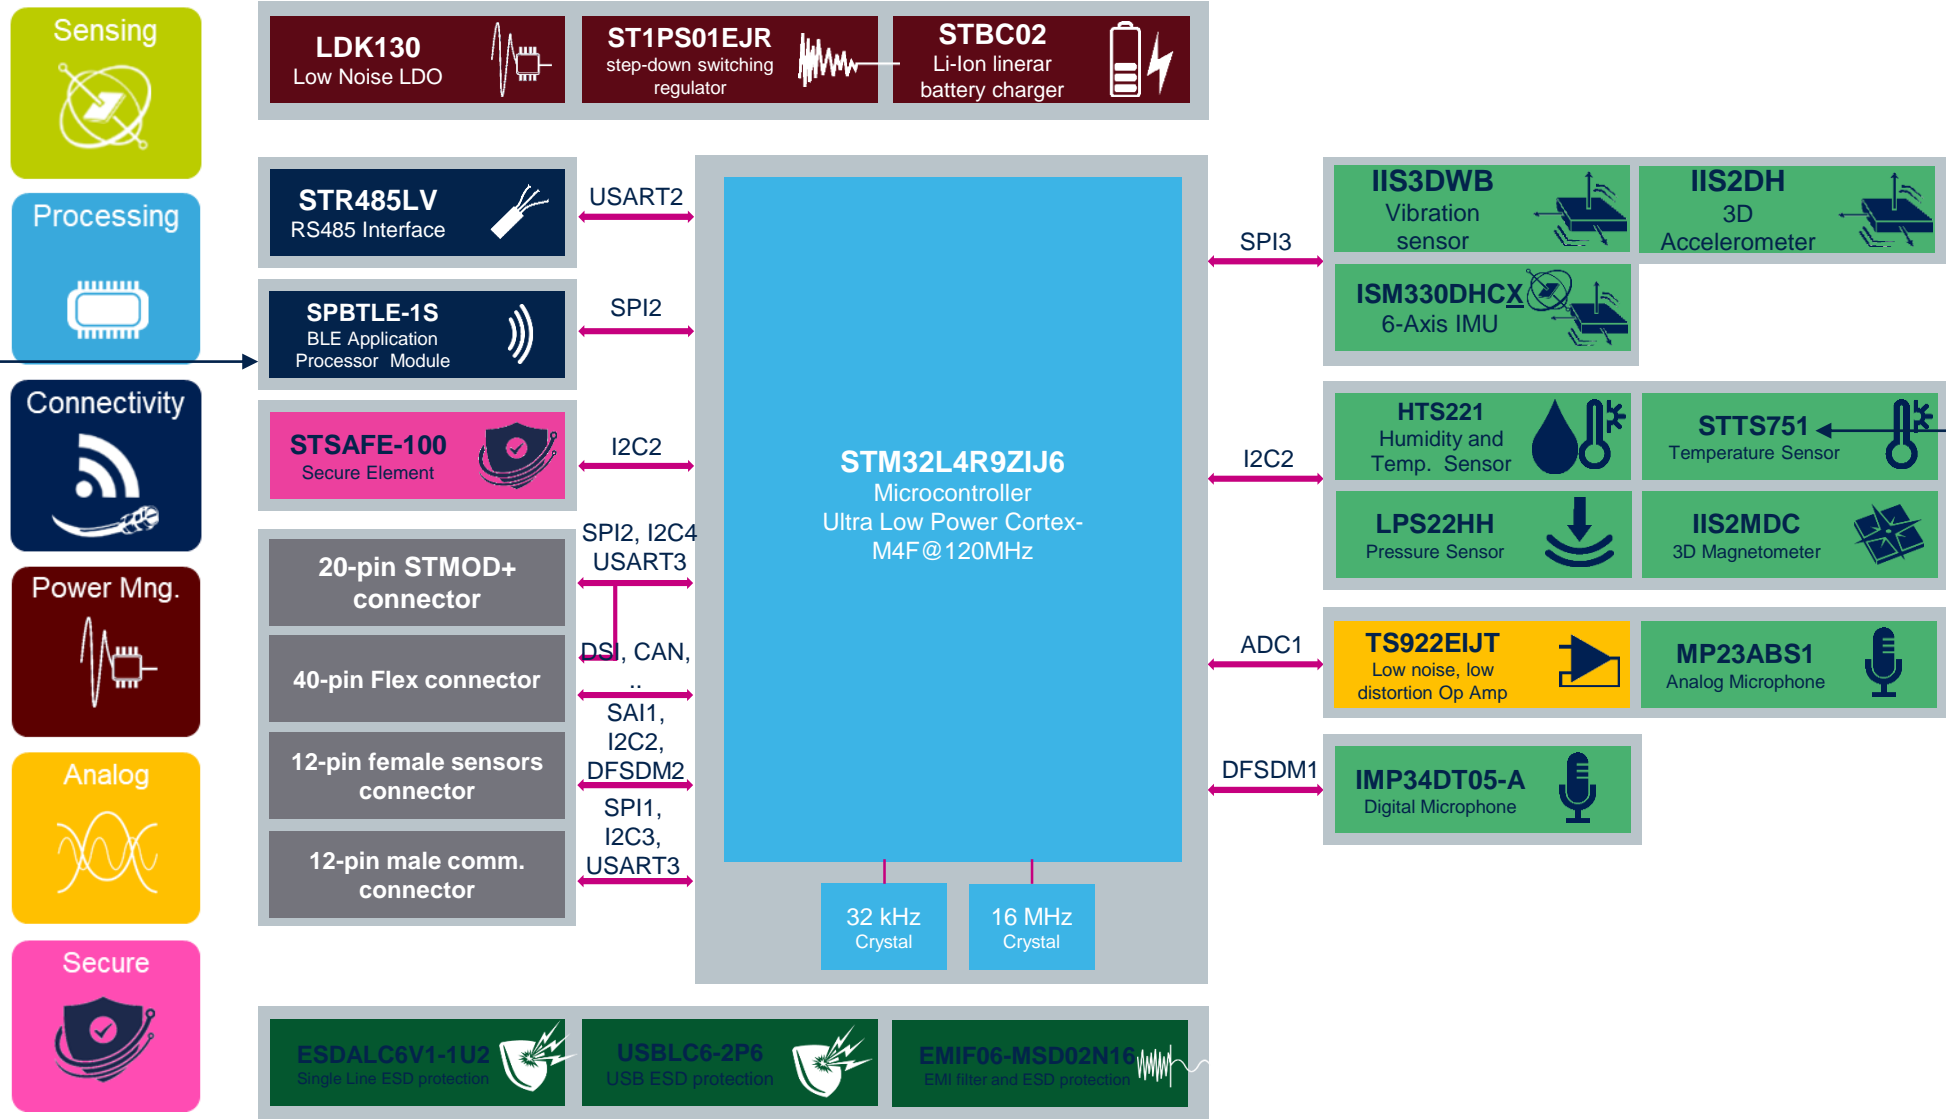 Sensing
Processing
Connectivity
Power Mng.
Analog
Secure
LDK130
Low Noise LDO
ST1PS01EJR
step-down switching
regulator
STBC02
Li-Ion linerar
battery charger
STR485LV
RS485 Interface
USART2
SPBTLE-1S
BLE Application
Processor Module
SPI2
STSAFE-100
Secure Element
I2C2
20-pin STMOD+
connector
SPI2, I2C4
USART3
40-pin Flex connector
DSI, CAN,
..
12-pin female sensors
connector
SAI1,
I2C2,
DFSDM2
12-pin male comm.
connector
SPI1,
I2C3,
USART3
STM32L4R9ZIJ6
Microcontroller
Ultra Low Power Cortex-
M4F@120MHz
32 kHz
Crystal
16 MHz
Crystal
SPI3
IIS3DWB
Vibration
sensor
IIS2DH
3D
Accelerometer
ISM330DHCX
6-Axis IMU
I2C2
HTS221
Humidity and
Temp. Sensor
STTS751
Temperature Sensor
LPS22HH
Pressure Sensor
IIS2MDC
3D Magnetometer
ADC1
TS922EIJT
Low noise, low
distortion Op Amp
MP23ABS1
Analog Microphone
DFSDM1
IMP34DT05-A
Digital Microphone
ESDALC6V1-1U2
Single Line ESD protection
USBLC6-2P6
USB ESD protection
EMIF06-MSD02N16
EMI filter and ESD protection